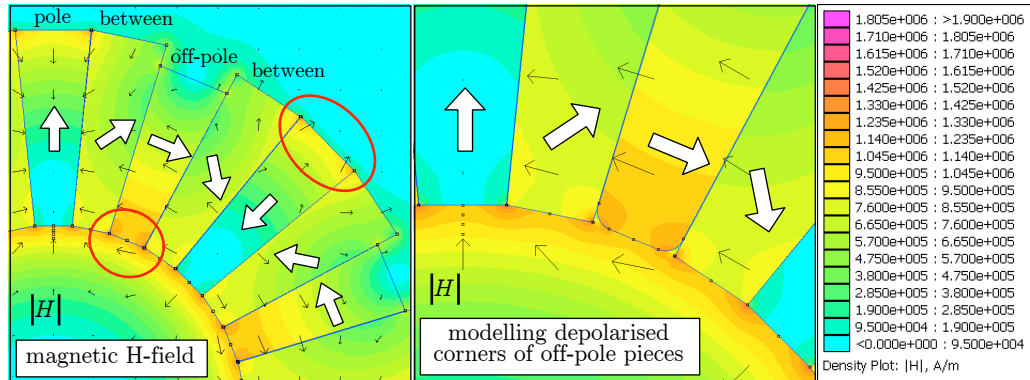 pole
between
off-pole
between
|H|
magnetic H-field
|H|
modelling depolarised
corners of off-pole pieces
1.805e+006 : >1.900e+006
1.710e+006 : 1.805e+006
1.615e+006 : 1.710e+006
1.520e+006 : 1.615e+006
1.425e+006 : 1.520e+006
1.330e+006 : 1.425e+006
1.235e+006 : 1.330e+006
1.140e+006 : 1.235e+006
1.045e+006 : 1.140e+006
9.500e+005 : 1.045e+006
8.550e+005 : 9.500e+005
7.600e+005 : 8.550e+005
6.650e+005 : 7.600e+005
5.700e+005 : 6.650e+005
4.750e+005 : 5.700e+005
3.800e+005 : 4.750e+005
2.850e+005 : 3.800e+005
1.900e+005 : 2.850e+005
9.500e+004 : 1.900e+005
<0.000e+000 : 9.500e+004
Density Plot: |H|, A/m